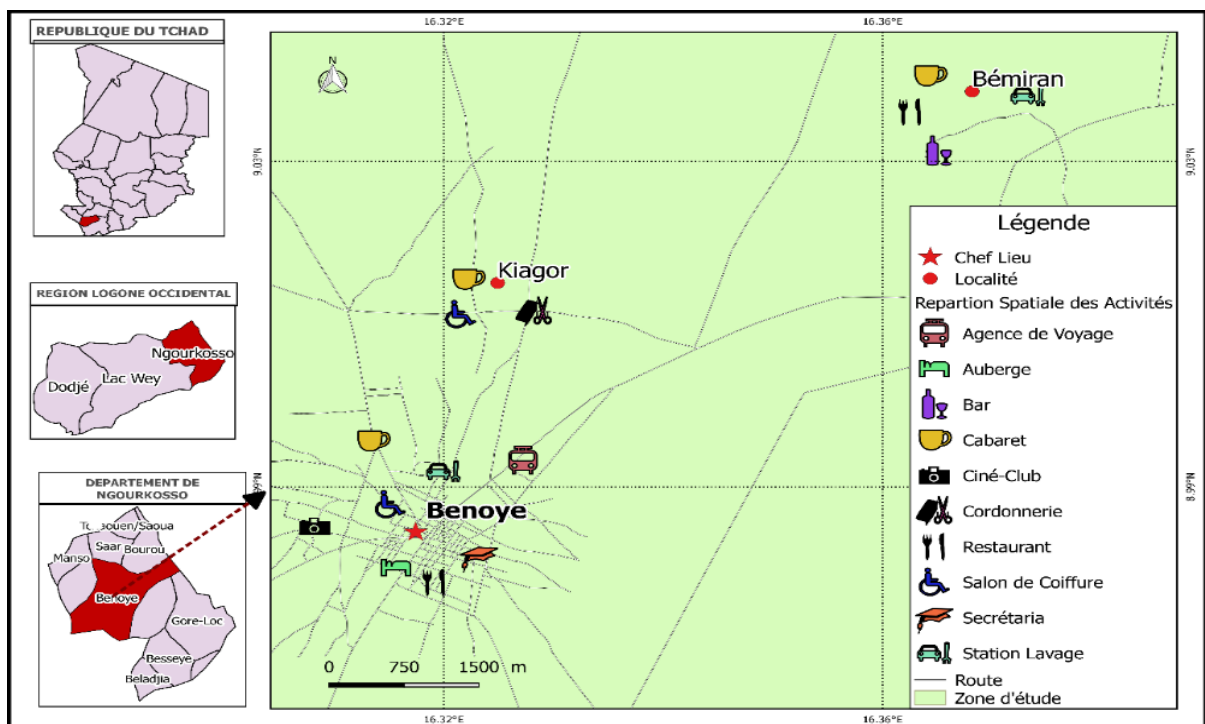 REPUBLIQUE DU TCHAD
REGION LOGONE OCCIDENTAL
Ngourkosso
Lac Wey
Dodjé
DEPARTEMENT DE
NGOURKOSSO
Saar
Bourou
Manso
Benoye
Gore-Loc
Besseye
Beladjia
16.32°E
16.36°E
9.03°N
9.03°N
8.99°N
16.32°E
16.36°E
N
Bémiran
Kiagor
Benoye
0 750 1500 m
Légende
Chef Lieu
Localité
Repartion Spatiale des Activités
Agence de Voyage
Auberge
Bar
Cabaret
Ciné-Club
Cordonnerie
Restaurant
Salon de Coiffure
Secrétaria
Station Lavage
Route
Zone d'étude